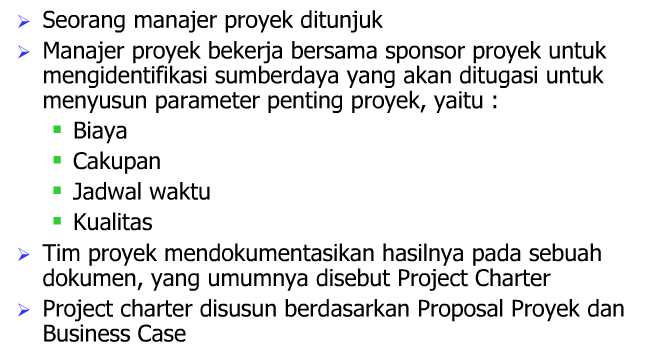 Seorang manajer proyek ditunjuk
Manajer proyek bekerja bersama sponsor proyek untuk
mengidentifikasi sumberdaya yang akan ditugasi untuk
menyusun parameter penting proyek, yaitu :
Biaya
Cakupan
Jadwal waktu
Kualitas
Tim proyek mendokumentasikan hasilnya pada sebuah
dokumen, yang umumnya disebut Project Charter
Project charter disusun berdasarkan Proposal Proyek dan
Business Case